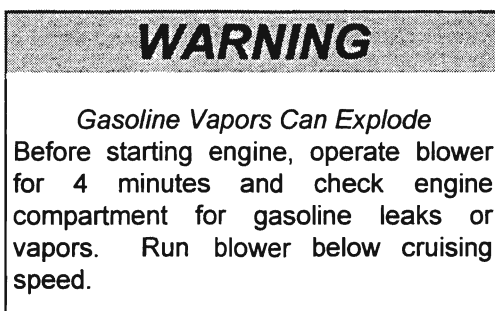 WARNING
Gasoline Vapors Can Explode
Before starting engine, operate blower
for 4 minutes and check engine
compartment for gasoline leaks or
vapors. Run blower below cruising
speed.